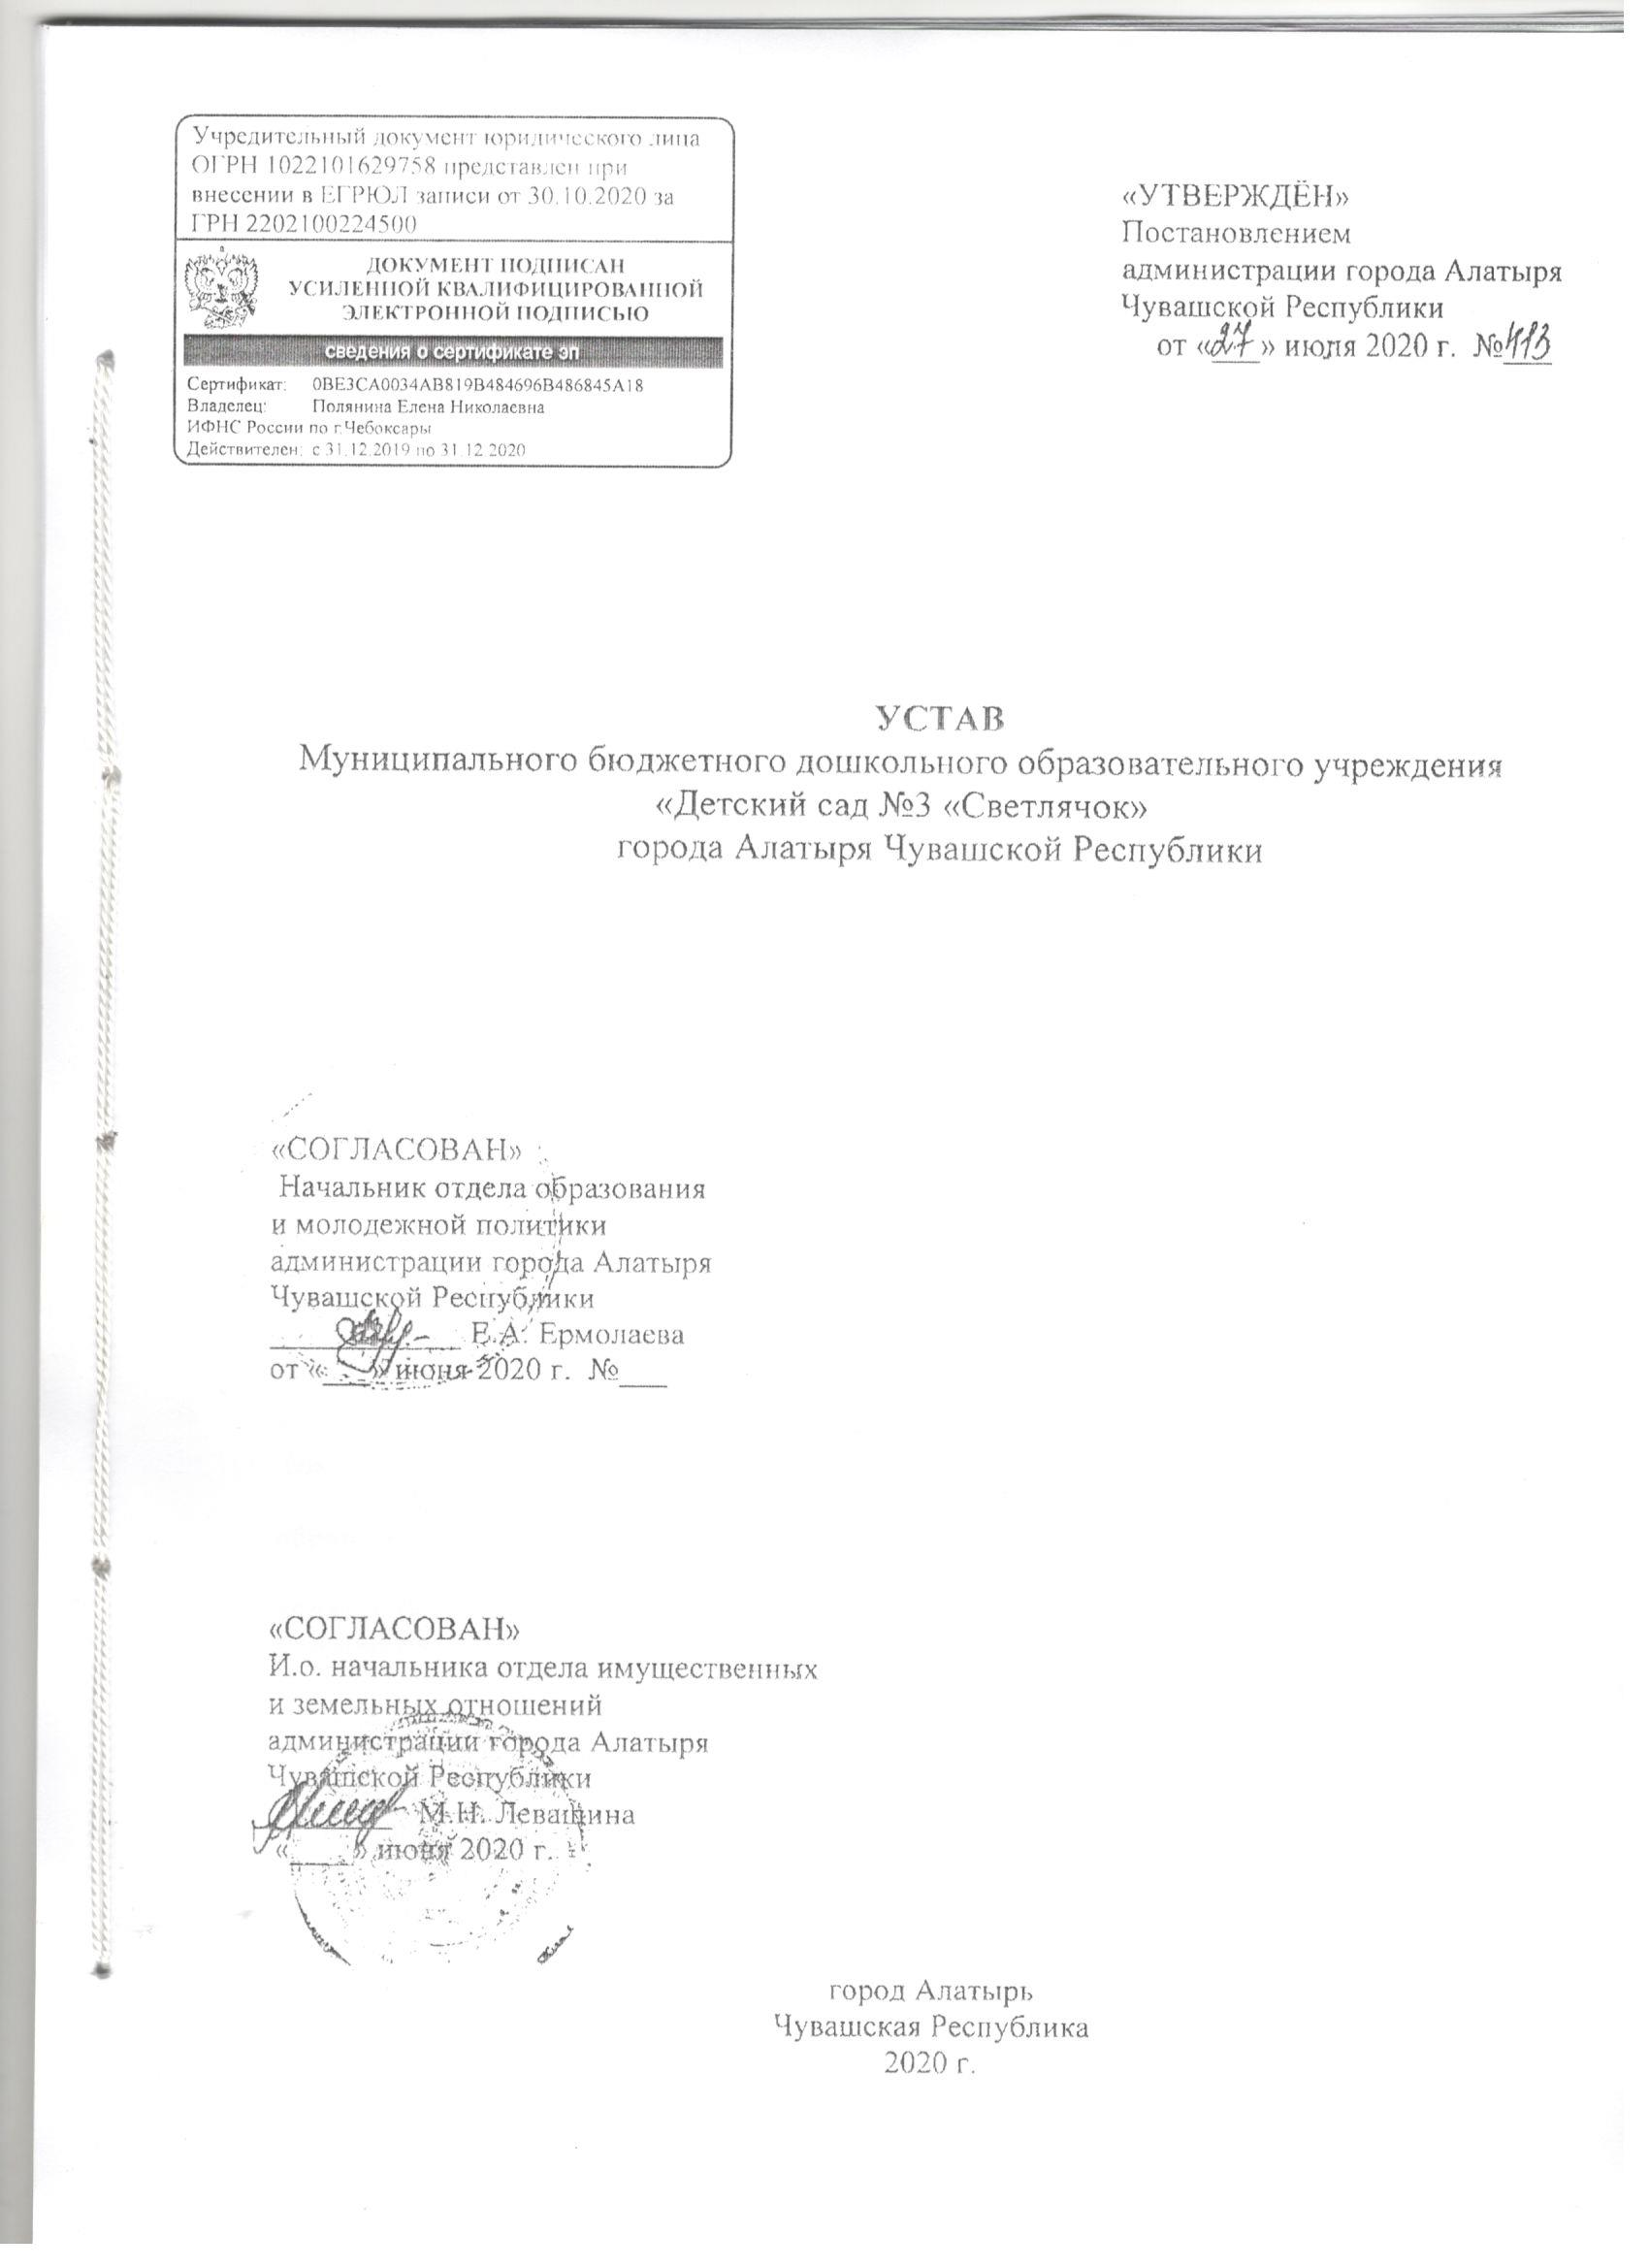 Учредительный документ юридического лица
ОГРН 1022101629758 представлен при
внесении в ЕГРЮЛ записи от 30.10.2020 за
ГРН 2202100224500
ДОКУМЕНТ ПОДПИСАН
УСИЛЕННОЙ КВАЛИФИЦИРОВАННОЙ
ЭЛЕКТРОННОЙ ПОДПИСЬЮ
сведения о сертификате эп
Сертификат: 0BE3CA0034AB819B484696B486845A18
Владелец: Полянина Елена Николаевна
ИФНС России по г.Чебоксары
Действителен: с 31.12.2019 по 31.12.2020
«УТВЕРЖДЁН»
Постановлением
администрации города Алатыря
Чувашской Республики
от «27» июля 2020 г. №413
УСТАВ
Муниципального бюджетного дошкольного образовательного учреждения
«Детский сад №3 «Светлячок»
города Алатыря Чувашской Республики
«СОГЛАСОВАН»
Начальник отдела образования
и молодежной политики
администрации города Алатыря
Чувашской Республики
____________ Е.А. Ермолаева
от «___» июня 2020 г. №___
«СОГЛАСОВАН»
И.о. начальника отдела имущественных
и земельных отношений
администрации города Алатыря
Чувашской Республики
_________ М.Н. Левашина
«____» июня 2020 г.
город Алатырь
Чувашская Республика
2020 г.